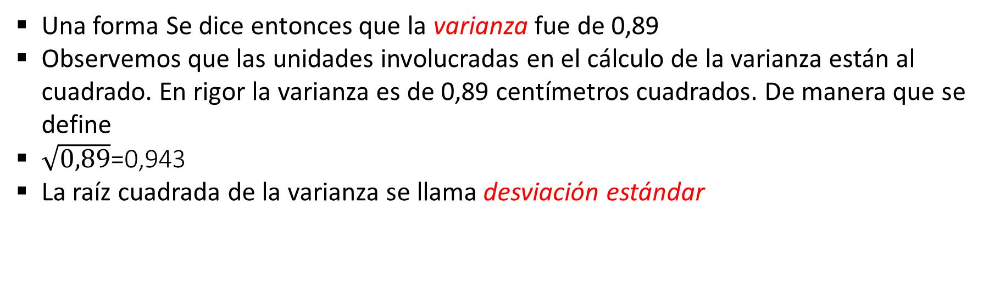 ▪ Una forma Se dice entonces que la varianza fue de 0,89
▪ Observemos que las unidades involucradas en el cálculo de la varianza están al
cuadrado. En rigor la varianza es de 0,89 centímetros cuadrados. De manera que se
define
▪ √0,89=0,943
▪ La raíz cuadrada de la varianza se llama desviación estándar